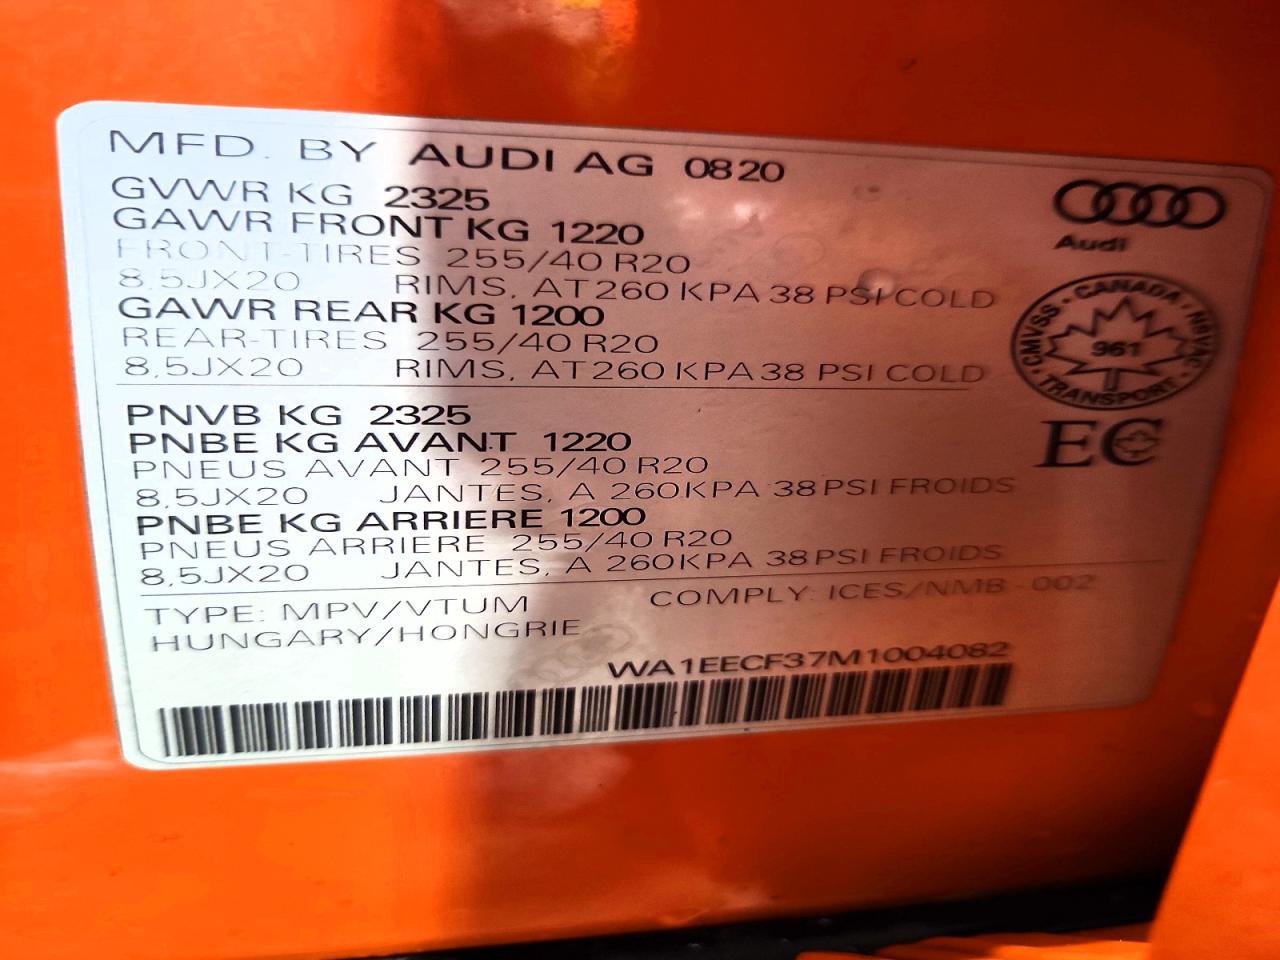 MFD. BY AUDI AG 0820
GVWR KG 2325
GAWR FRONT KG 1220
FRONT-TIRES 255/40 R20
8,5JX20 RIMS, AT 260 KPA 38 PSI COLD
GAWR REAR KG 1200
REAR-TIRES 255/40 R20
8,5JX20 RIMS, AT 260 KPA 38 PSI COLD
Audi
CMVSS · CANADA · NSVAC
961
· TRANSPORT ·
EC
PNVB KG 2325
PNBE KG AVANT 1220
PNEUS AVANT 255/40 R20
8,5JX20 JANTES, A 260KPA 38 PSI FROIDS
PNBE KG ARRIERE 1200
PNEUS ARRIERE 255/40 R20
8,5JX20 JANTES, A 260KPA 38 PSI FROIDS
TYPE: MPV/VTUM COMPLY: ICES/NMB - 002
HUNGARY/HONGRIE
WA1EECF37M1004082